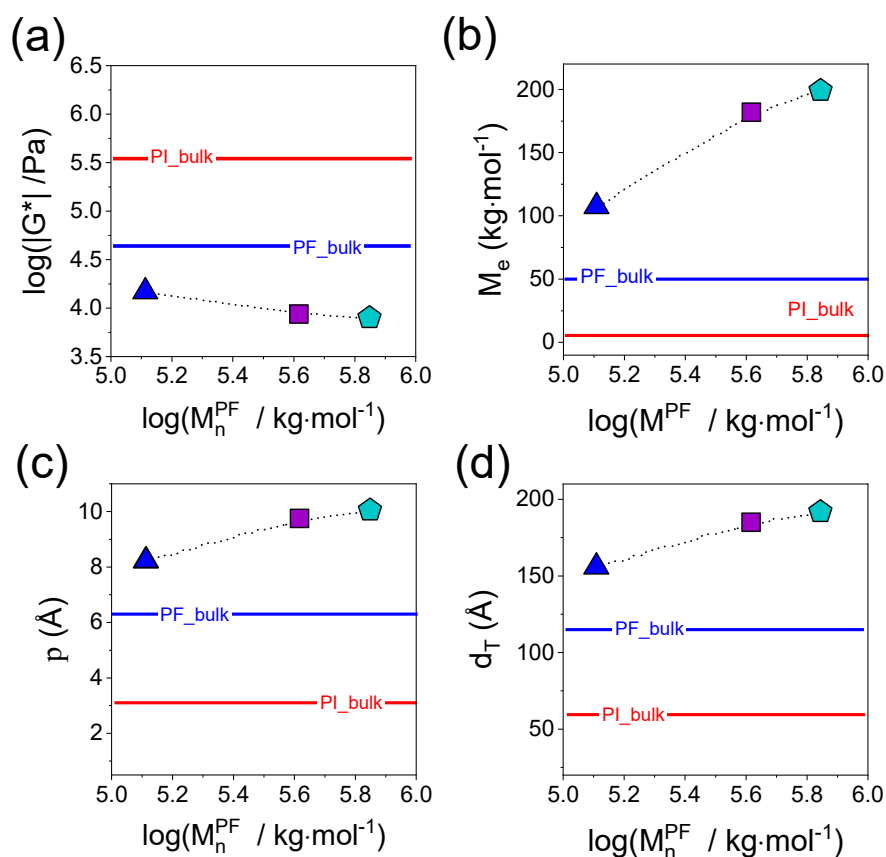 (a)
log(|G*| /Pa)
6.5
6.0
5.5
5.0
4.5
4.0
3.5
PI_bulk
PF_bulk
5.0 5.2 5.4 5.6 5.8 6.0
log(M_n^PF / kg·mol⁻¹)
(b)
M_e (kg·mol⁻¹)
200
150
100
50
0
PF_bulk
PI_bulk
5.0 5.2 5.4 5.6 5.8 6.0
log(M^PF / kg·mol⁻¹)
(c)
p (Å)
10
8
6
4
2
PF_bulk
PI_bulk
5.0 5.2 5.4 5.6 5.8 6.0
log(M_n^PF / kg·mol⁻¹)
(d)
d_T (Å)
200
150
100
50
PF_bulk
PI_bulk
5.0 5.2 5.4 5.6 5.8 6.0
log(M_n^PF / kg·mol⁻¹)